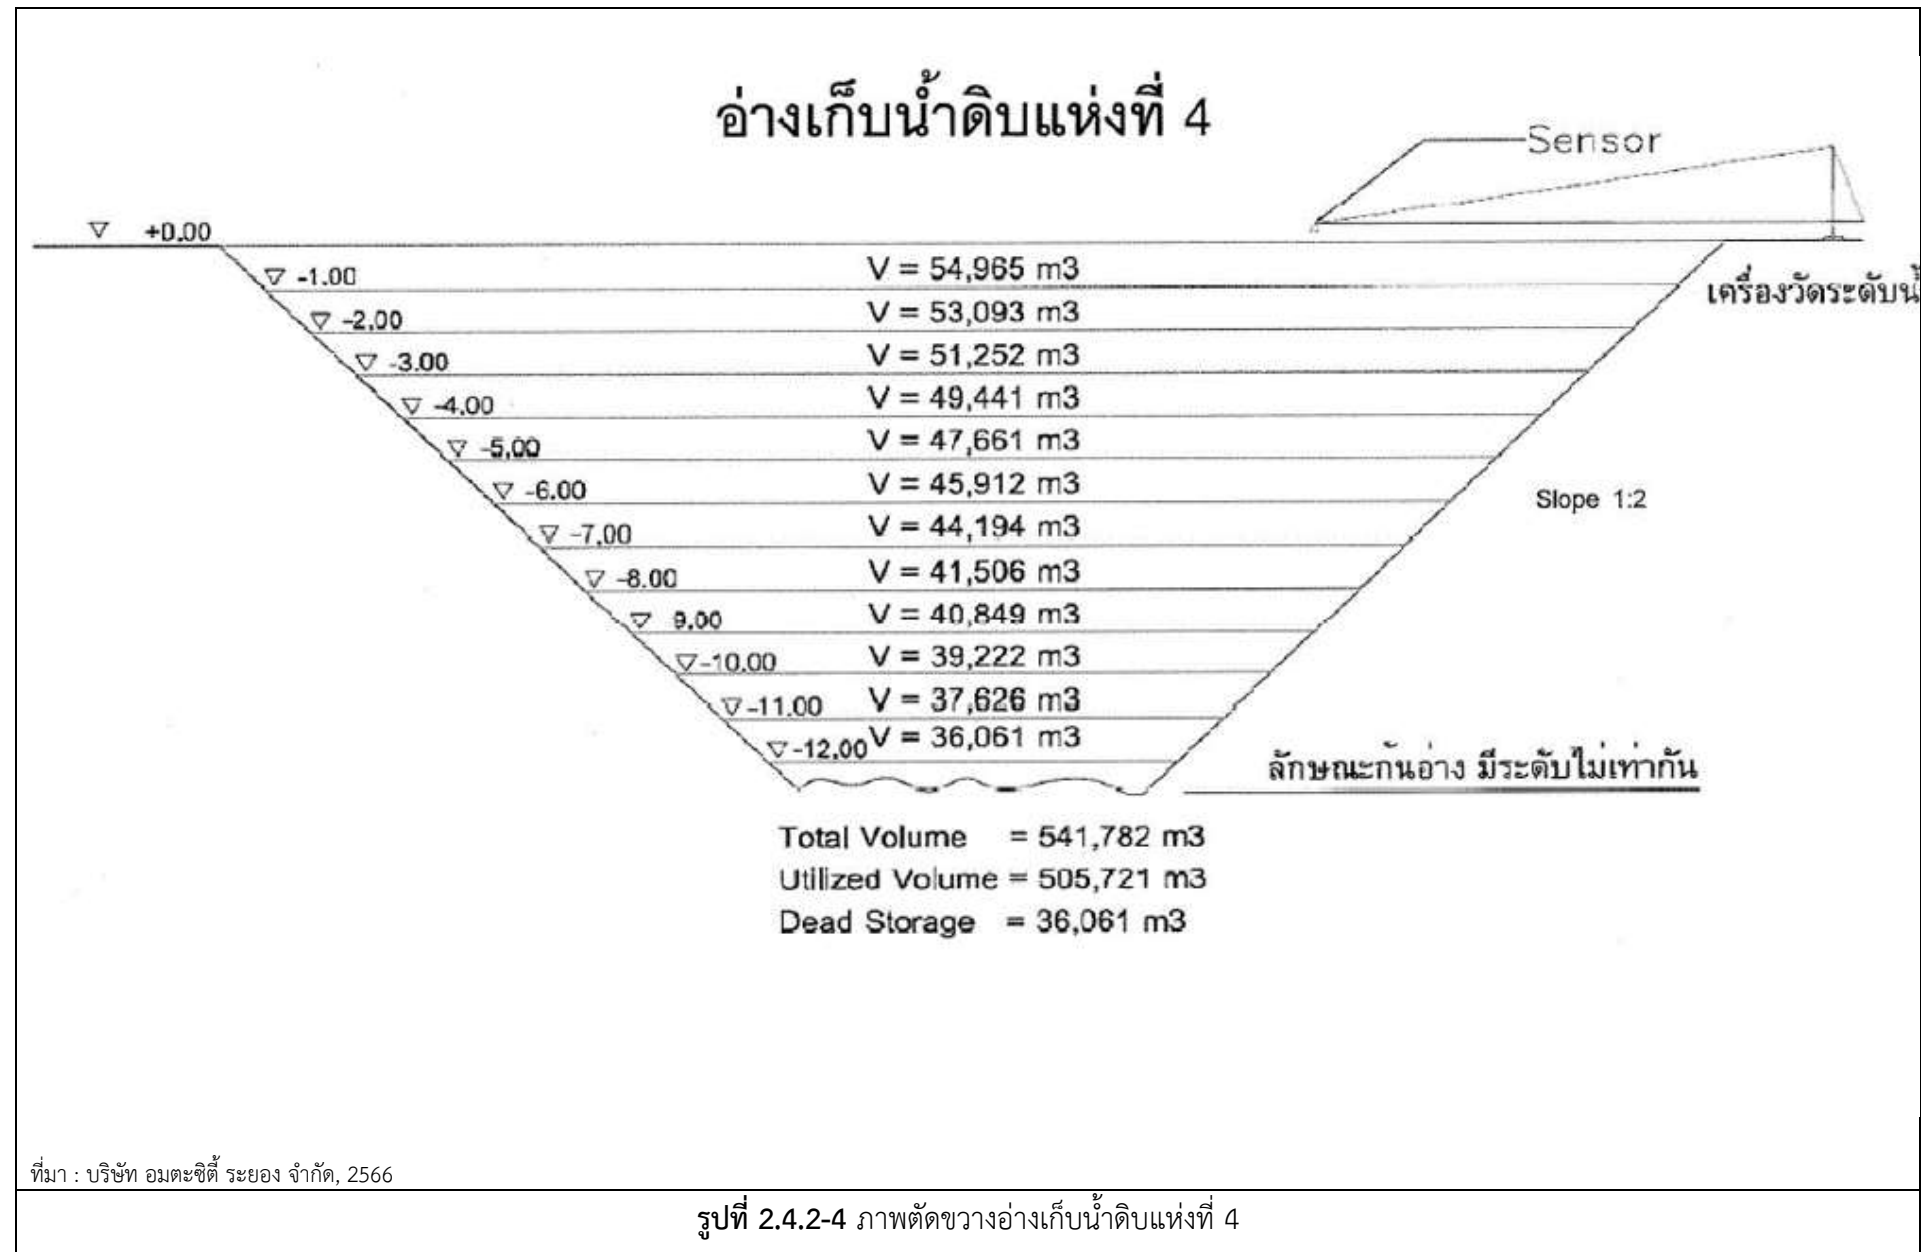 อ่างเก็บน้ำดิบแห่งที่ 4
Sensor
+0.00
เครื่องวัดระดับน้
-1.00 V = 54,965 m3
-2.00 V = 53,093 m3
-3.00 V = 51,252 m3
-4.00 V = 49,441 m3
-5.00 V = 47,661 m3
-6.00 V = 45,912 m3
Slope 1:2
-7.00 V = 44,194 m3
-8.00 V = 41,506 m3
9.00 V = 40,849 m3
-10.00 V = 39,222 m3
-11.00 V = 37,626 m3
-12.00 V = 36,061 m3
ลักษณะก้นอ่าง มีระดับไม่เท่ากัน
Total Volume = 541,782 m3
Utilized Volume = 505,721 m3
Dead Storage = 36,061 m3
ที่มา : บริษัท อมตะซิตี้ ระยอง จำกัด, 2566
รูปที่ 2.4.2-4 ภาพตัดขวางอ่างเก็บน้ำดิบแห่งที่ 4